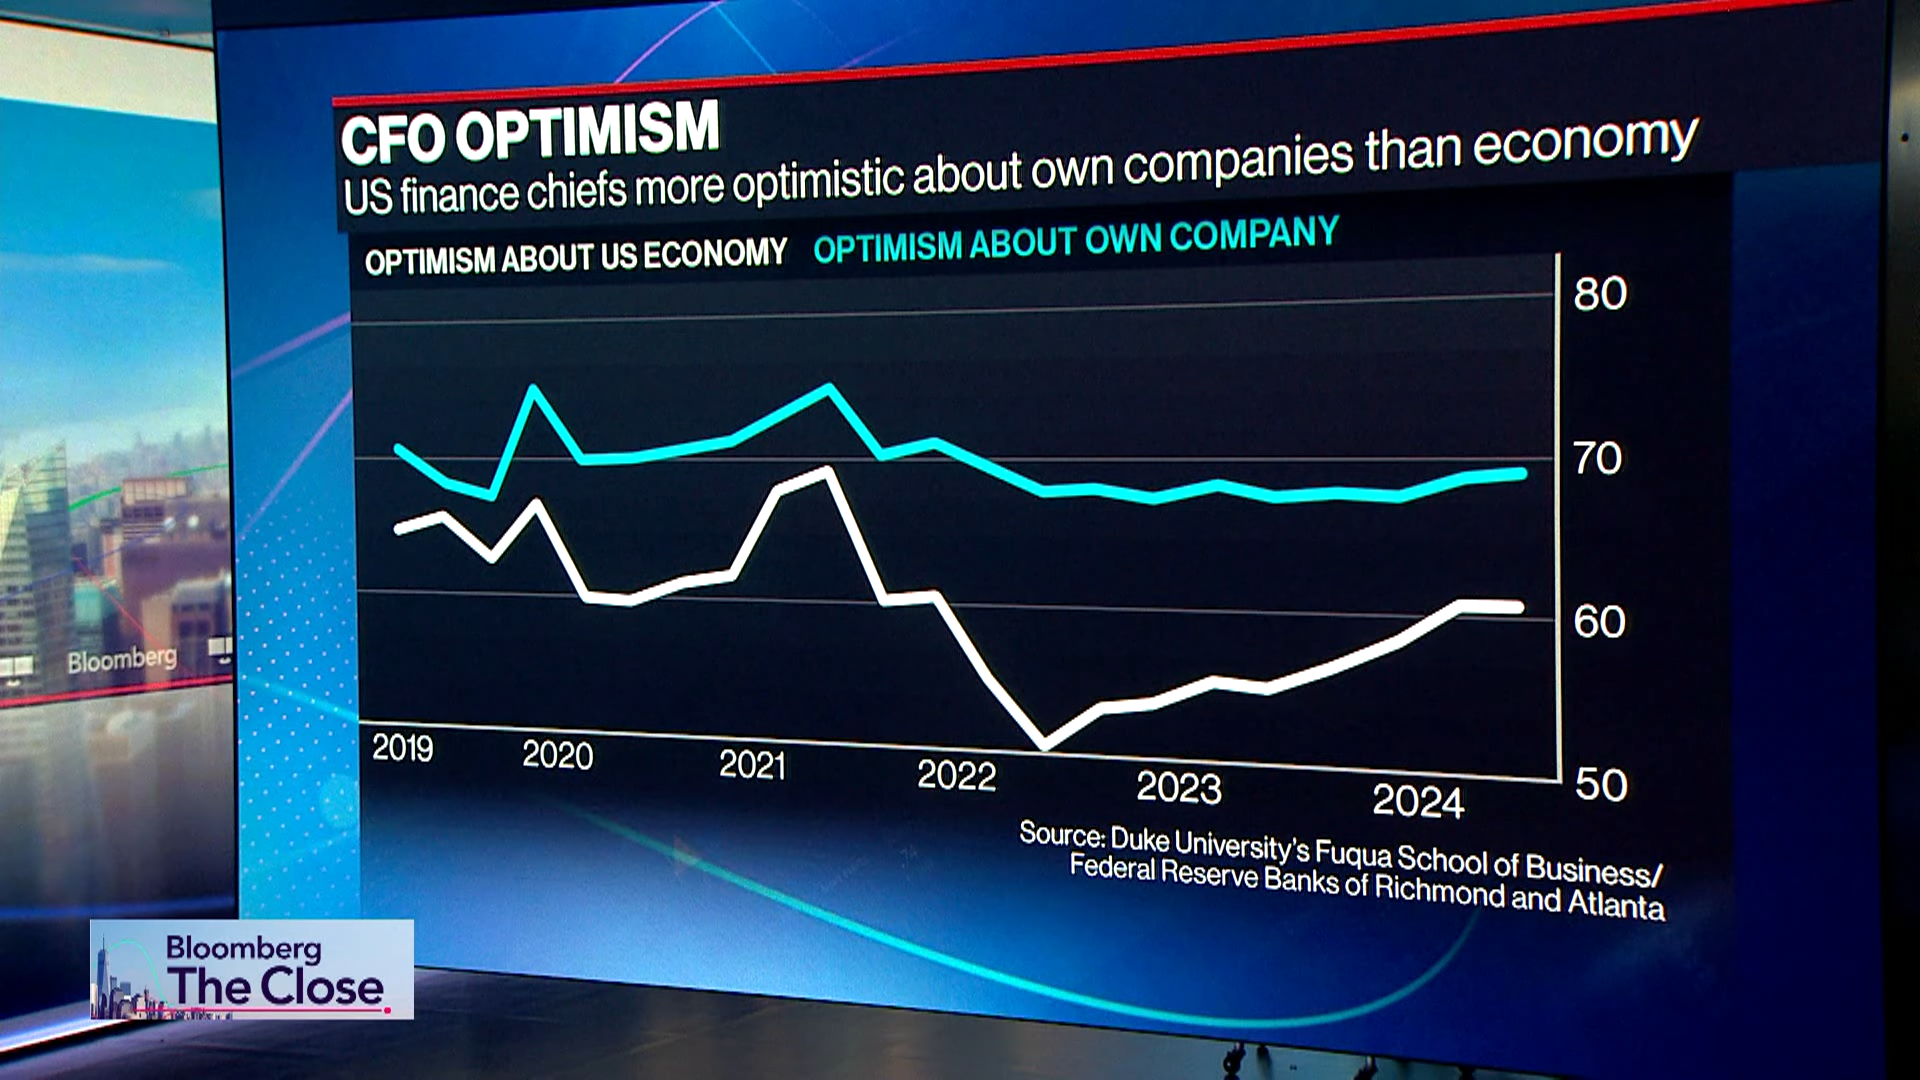 CFO OPTIMISM
US finance chiefs more optimistic about own companies than economy
OPTIMISM ABOUT US ECONOMY OPTIMISM ABOUT OWN COMPANY
80
70
60
50
2019 2020 2021 2022 2023 2024
Source: Duke University's Fuqua School of Business/
Federal Reserve Banks of Richmond and Atlanta
Bloomberg
Bloomberg
The Close